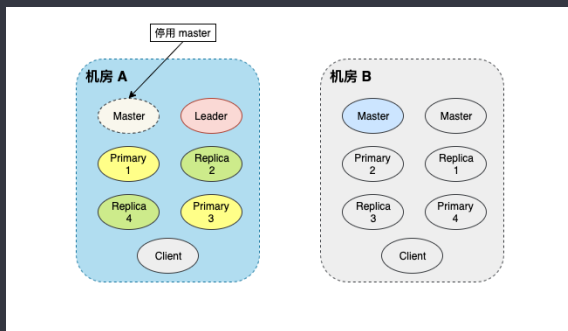 停用 master
机房 A
机房 B
Master
Leader
Master
Master
Primary
1
Replica
2
Primary
2
Replica
1
Replica
4
Primary
3
Replica
3
Primary
4
Client
Client